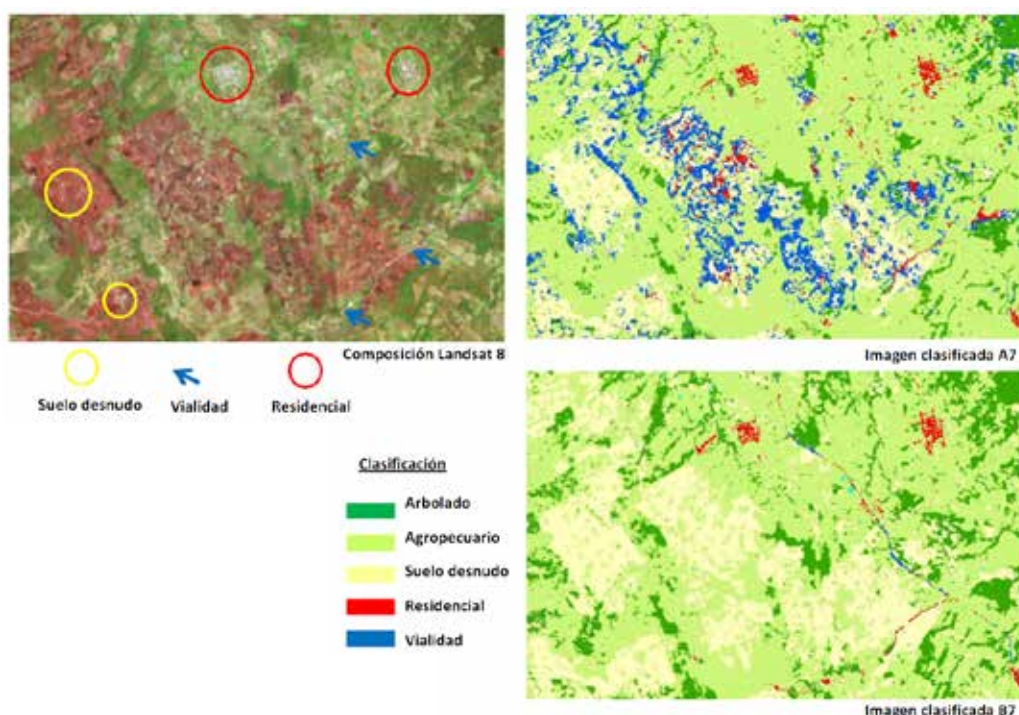 Composición Landsat 8
Imagen clasificada A7
Suelo desnudo
Vialidad
Residencial
Clasificación
Arbolado
Agropecuario
Suelo desnudo
Residencial
Vialidad
Imagen clasificada B7